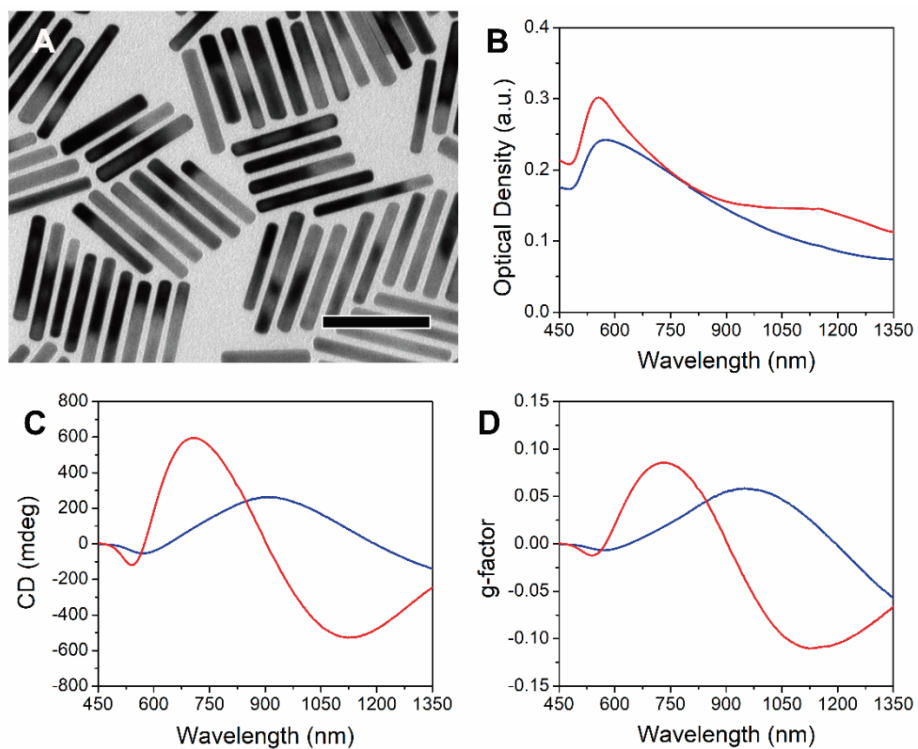 A
B
Optical Density (a.u.)
0.4
0.3
0.2
0.1
0.0
450 600 750 900 1050 1200 1350
Wavelength (nm)
C
CD (mdeg)
800
600
400
200
0
-200
-400
-600
-800
450 600 750 900 1050 1200 1350
Wavelength (nm)
D
g-factor
0.15
0.10
0.05
0.00
-0.05
-0.10
-0.15
450 600 750 900 1050 1200 1350
Wavelength (nm)